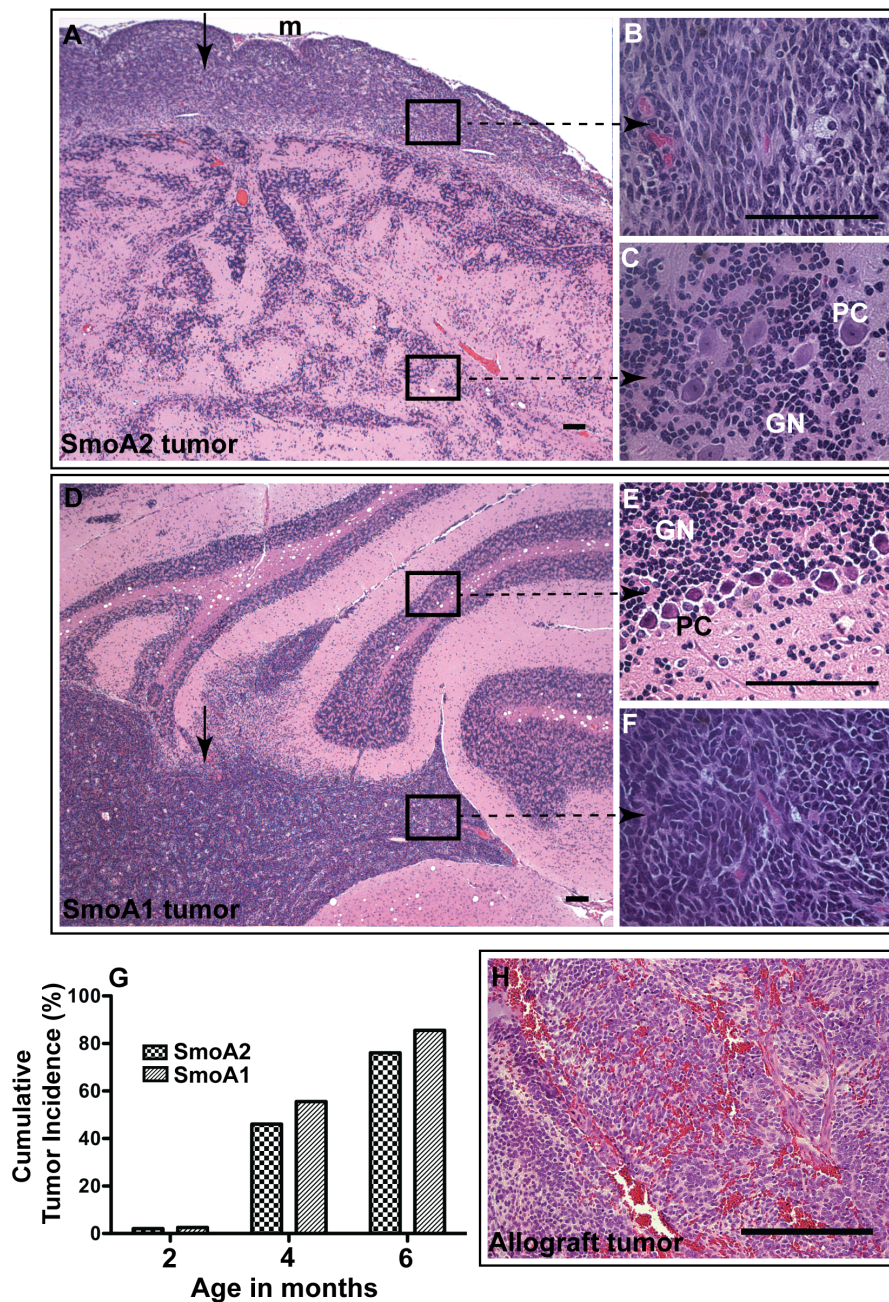 A
m
B
C
PC
GN
SmoA2 tumor
D
E
GN
PC
F
SmoA1 tumor
G
Cumulative
Tumor Incidence (%)
100
80
60
40
20
0
SmoA2
SmoA1
2 4 6
Age in months
H
Allograft tumor